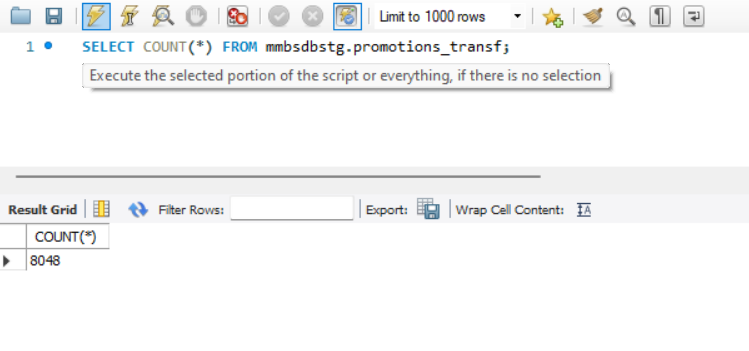 Limit to 1000 rows
1 SELECT COUNT(*) FROM mmbsdbstg.promotions_transf;
Execute the selected portion of the script or everything, if there is no selection
Result Grid Filter Rows: Export: Wrap Cell Content: IA
COUNT(*)
8048